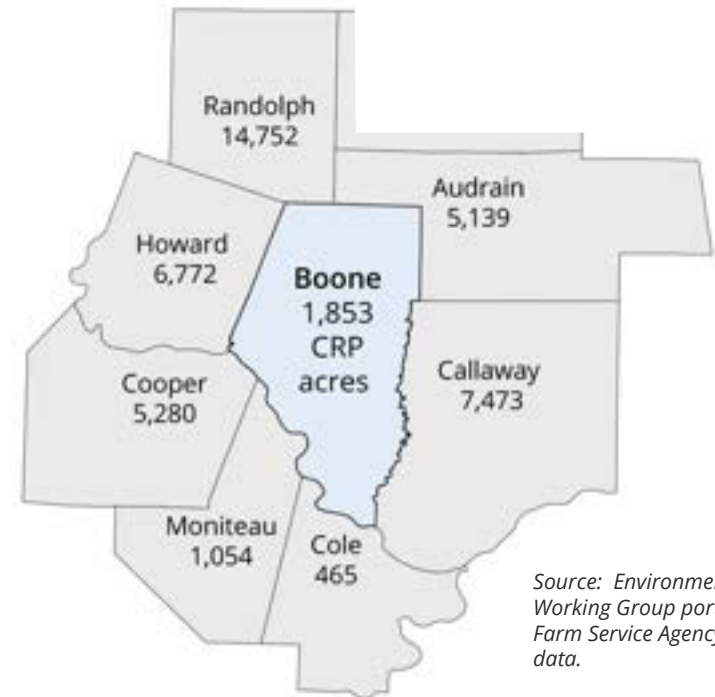 Randolph
14,752
Audrain
5,139
Howard
6,772
Boone
1,853
CRP
acres
Callaway
7,473
Cooper
5,280
Moniteau
1,054
Cole
465
Source: Environme
Working Group por
Farm Service Agency
data.